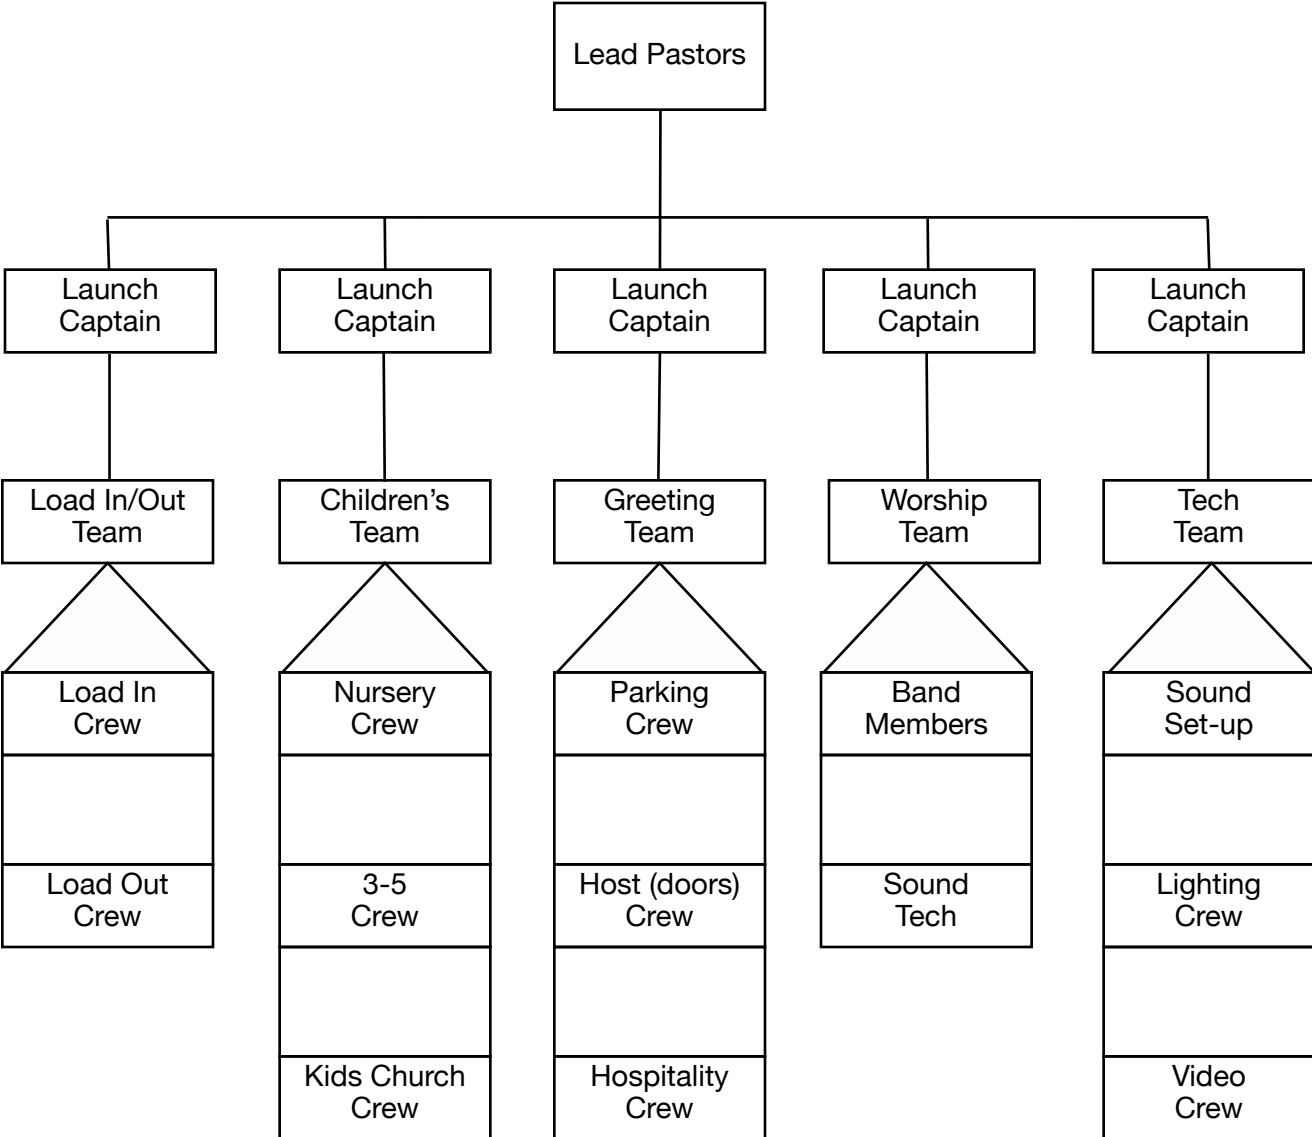 Lead Pastors
Launch
Captain
Launch
Captain
Launch
Captain
Launch
Captain
Launch
Captain
Load In/Out
Team
Children’s
Team
Greeting
Team
Worship
Team
Tech
Team
Load In
Crew
Nursery
Crew
Parking
Crew
Band
Members
Sound
Set-up
Load Out
Crew
3-5
Crew
Host (doors)
Crew
Sound
Tech
Lighting
Crew
Kids Church
Crew
Hospitality
Crew
Video
Crew